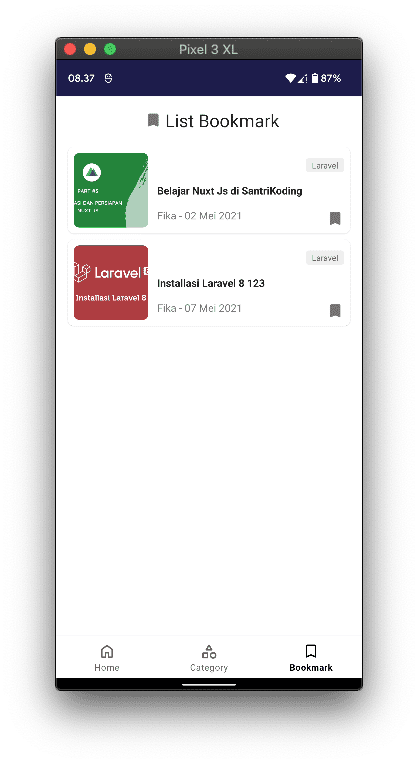 Pixel 3 XL
08.37
87%
List Bookmark
PART #5
DAN PERSIAPAN
NUXT JS
Laravel
Belajar Nuxt Js di SantriKoding
Fika - 02 Mei 2021
Laravel
Installasi Laravel 8
Laravel
Installasi Laravel 8 123
Fika - 07 Mei 2021
Home
Category
Bookmark